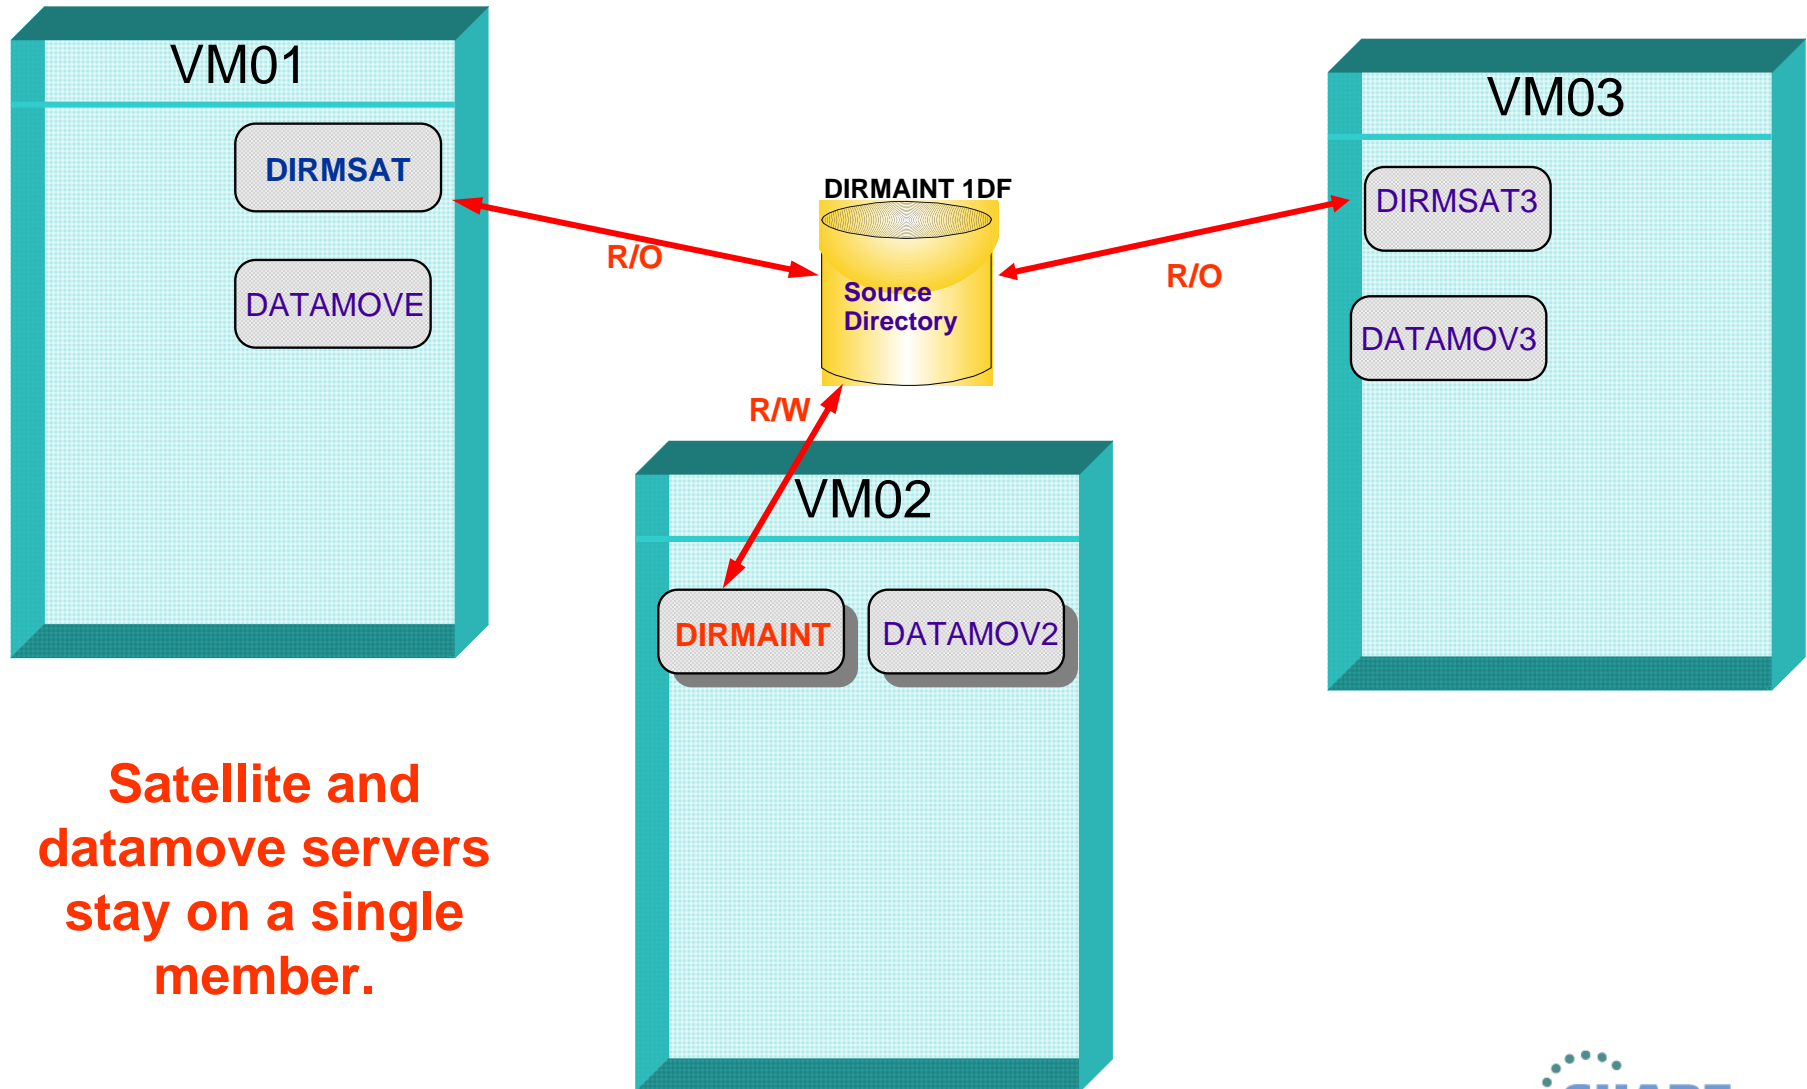 VM01
DIRMSAT
DATAMOVE
R/O
DIRMAINT 1DF
Source
Directory
R/O
R/W
VM03
DIRMSAT3
DATAMOV3
VM02
DIRMAINT
DATAMOV2
Satellite and
datamove servers
stay on a single
member.